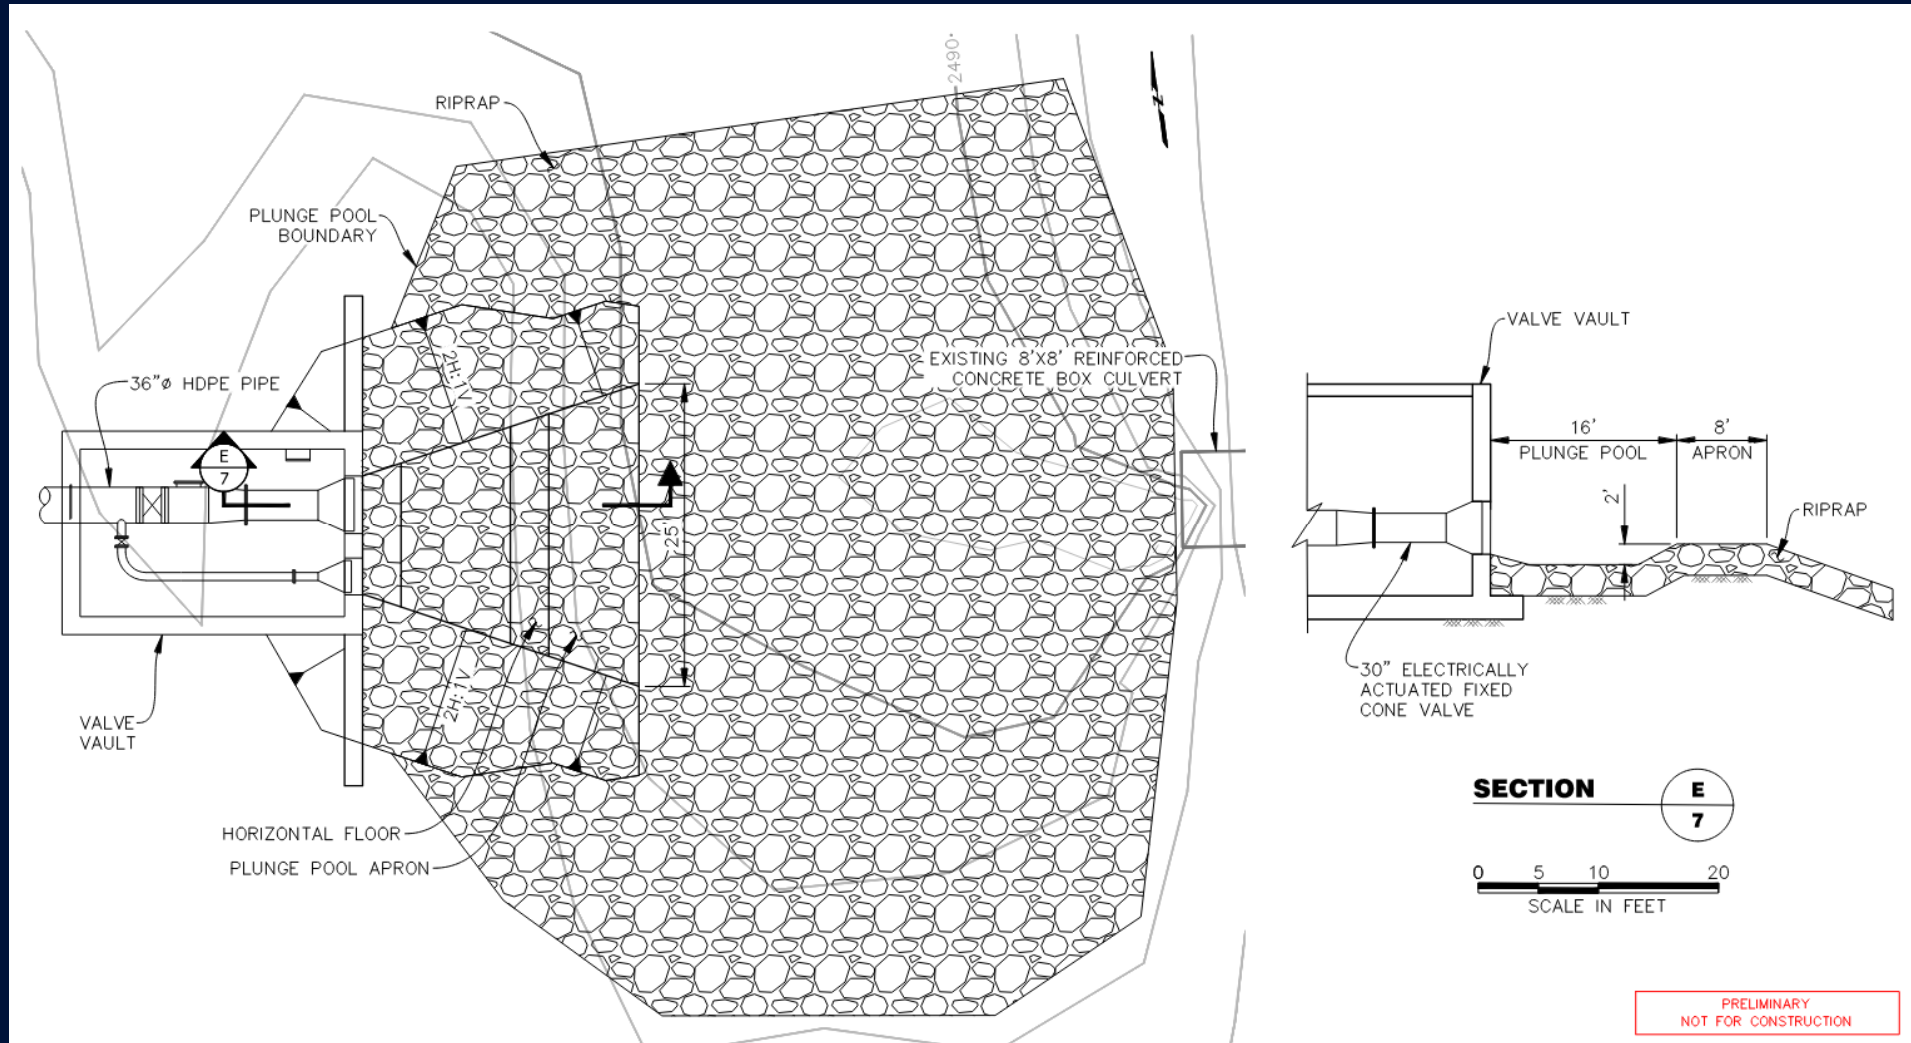 2490
RIPRAP
PLUNGE POOL
BOUNDARY
36"ø HDPE PIPE
E
7
2H:1V
EXISTING 8'X8' REINFORCED
CONCRETE BOX CULVERT
25'
2H:1V
VALVE
VAULT
HORIZONTAL FLOOR
PLUNGE POOL APRON
N
VALVE VAULT
16'
PLUNGE POOL
8'
APRON
2'
RIPRAP
30" ELECTRICALLY
ACTUATED FIXED
CONE VALVE
SECTION
E
7
0 5 10 20
SCALE IN FEET
PRELIMINARY
NOT FOR CONSTRUCTION